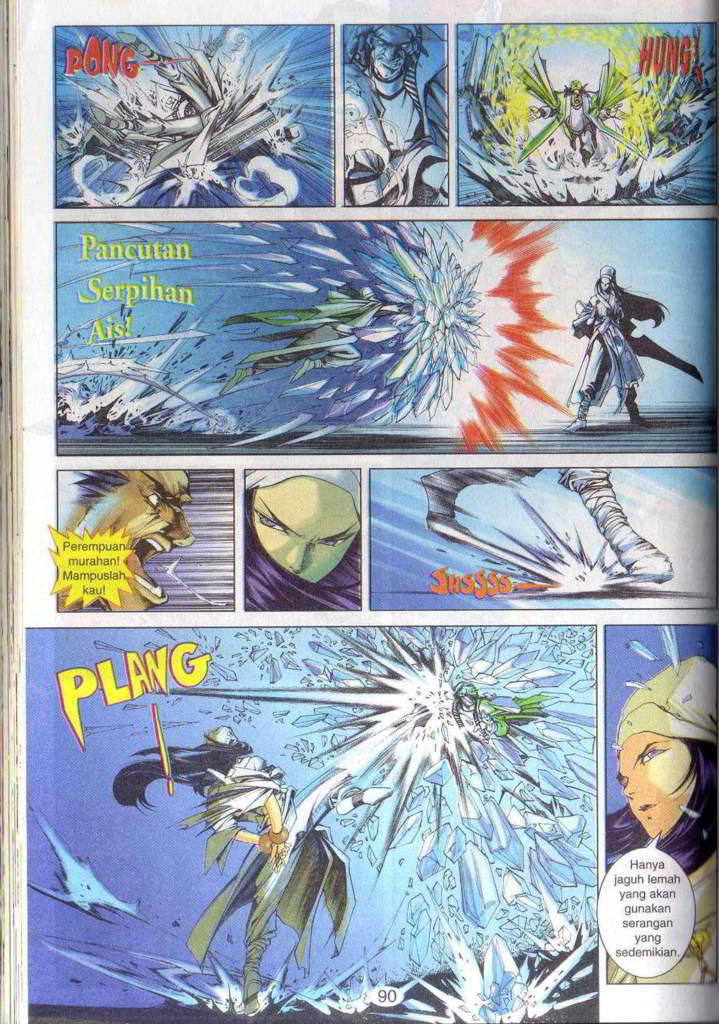 PONG
HUNG!
Pancutan
Serpihan
Ais!
Perempuan
murahan!
Mampuslah
kau!
SUSSSS
PLANG
Hanya
jaguh lemah
yang akan
gunakan
serangan
yang
sedemikian.
90